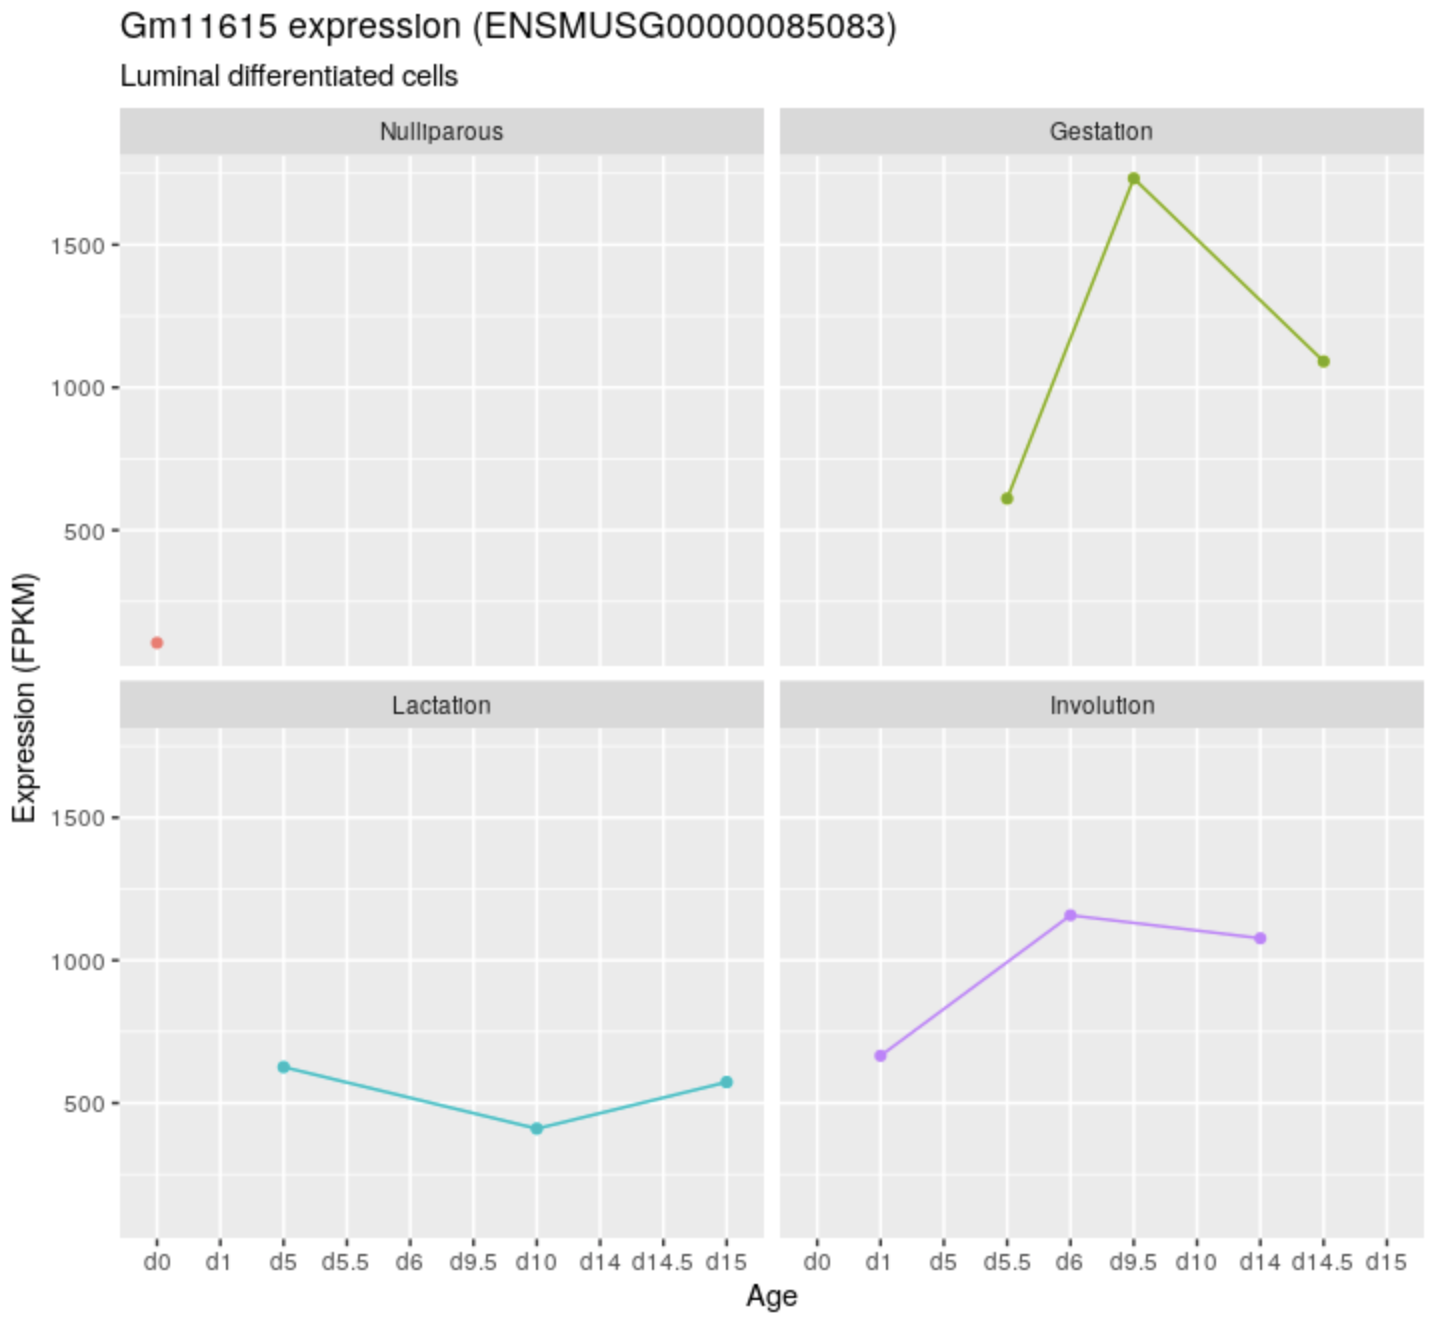 Gm11615 expression (ENSMUSG00000085083)
Luminal differentiated cells
Nulliparous
Gestation
1500
1000
500
Expression (FPKM)
Lactation
Involution
1500
1000
500
d0 d1 d5 d5.5 d6 d9.5 d10 d14 d14.5 d15
d0 d1 d5 d5.5 d6 d9.5 d10 d14 d14.5 d15
Age